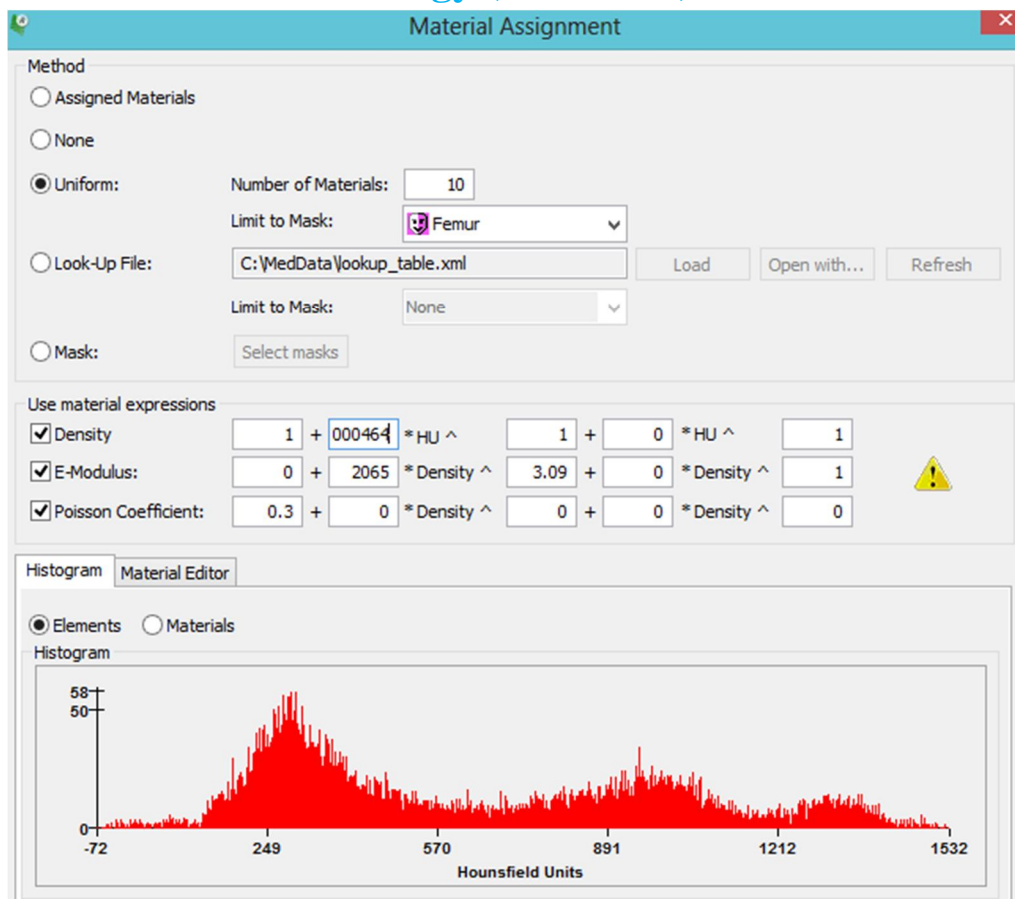 Material Assignment
Method
Assigned Materials
None
Uniform: Number of Materials: 10
Limit to Mask: Femur
Look-Up File: C:\MedData\lookup_table.xml Load Open with... Refresh
Limit to Mask: None
Mask: Select masks
Use material expressions
Density 1 + 000464 * HU ^ 1 + 0 * HU ^ 1
E-Modulus: 0 + 2065 * Density ^ 3.09 + 0 * Density ^ 1
Poisson Coefficient: 0.3 + 0 * Density ^ 0 + 0 * Density ^ 0
Histogram Material Editor
Elements Materials
Histogram
58
50
0
-72 249 570 891 1212 1532
Hounsfield Units